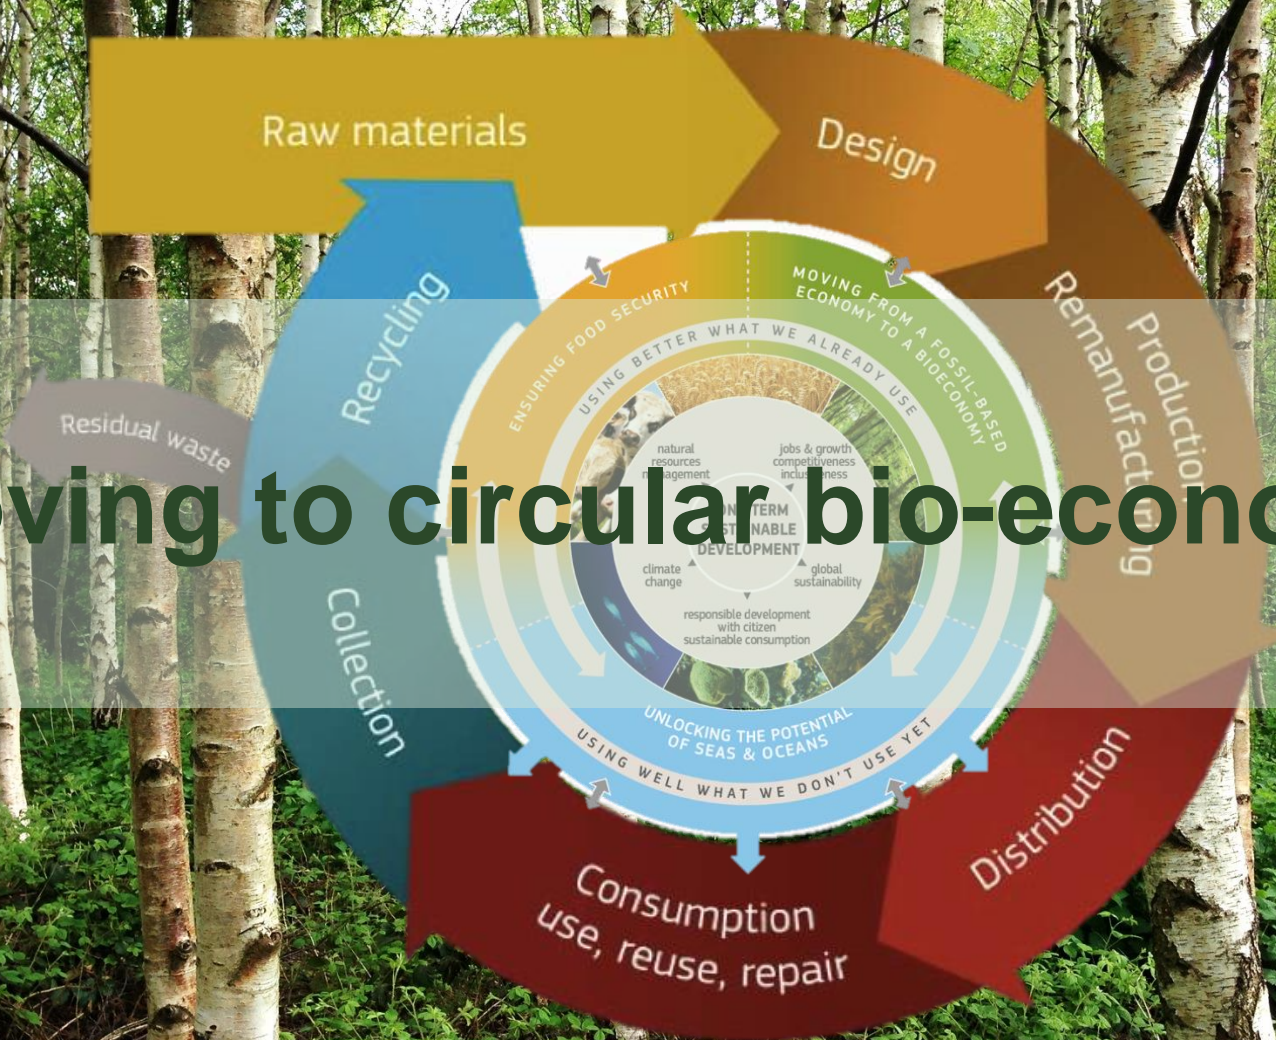 Raw materials
Design
Production
Remanufacturing
Distribution
Consumption
use, reuse, repair
Collection
Recycling
Residual waste
ENSURING FOOD SECURITY
MOVING FROM A FOSSIL-BASED
ECONOMY TO A BIOECONOMY
USING BETTER WHAT WE ALREADY USE
natural
resources
management
jobs & growth
competitiveness
inclusiveness
to circular
SUSTAINABLE
DEVELOPMENT
climate
change
global
sustainability
responsible development
with citizen
sustainable consumption
UNLOCKING THE POTENTIAL
OF SEAS & OCEANS
USING WELL WHAT WE DON'T USE YET